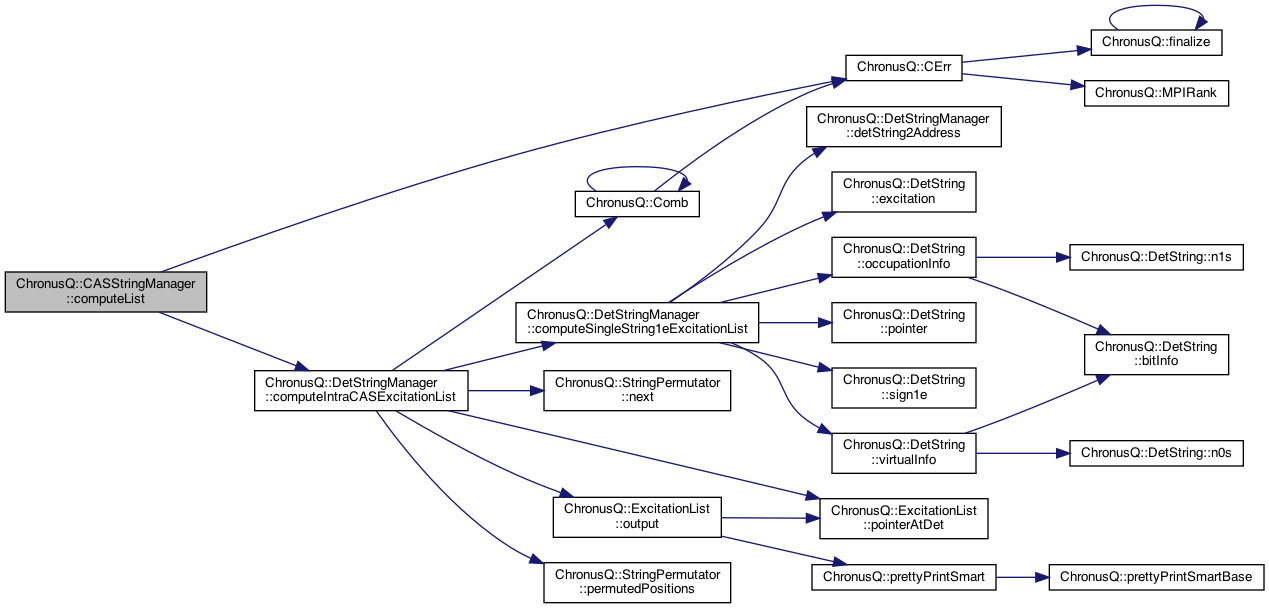 ChronusQ::CASStringManager
::computeList
ChronusQ::DetStringManager
::computeIntraCASExcitationList
ChronusQ::Comb
ChronusQ::DetStringManager
::computeSingleString1eExcitationList
ChronusQ::StringPermutator
::next
ChronusQ::ExcitationList
::output
ChronusQ::StringPermutator
::permutedPositions
ChronusQ::CErr
ChronusQ::DetStringManager
::detString2Address
ChronusQ::DetString
::excitation
ChronusQ::DetString
::occupationInfo
ChronusQ::DetString
::pointer
ChronusQ::DetString
::sign1e
ChronusQ::DetString
::virtualInfo
ChronusQ::ExcitationList
::pointerAtDet
ChronusQ::prettyPrintSmart
ChronusQ::finalize
ChronusQ::MPIRank
ChronusQ::DetString::n1s
ChronusQ::DetString
::bitInfo
ChronusQ::DetString::n0s
ChronusQ::prettyPrintSmartBase